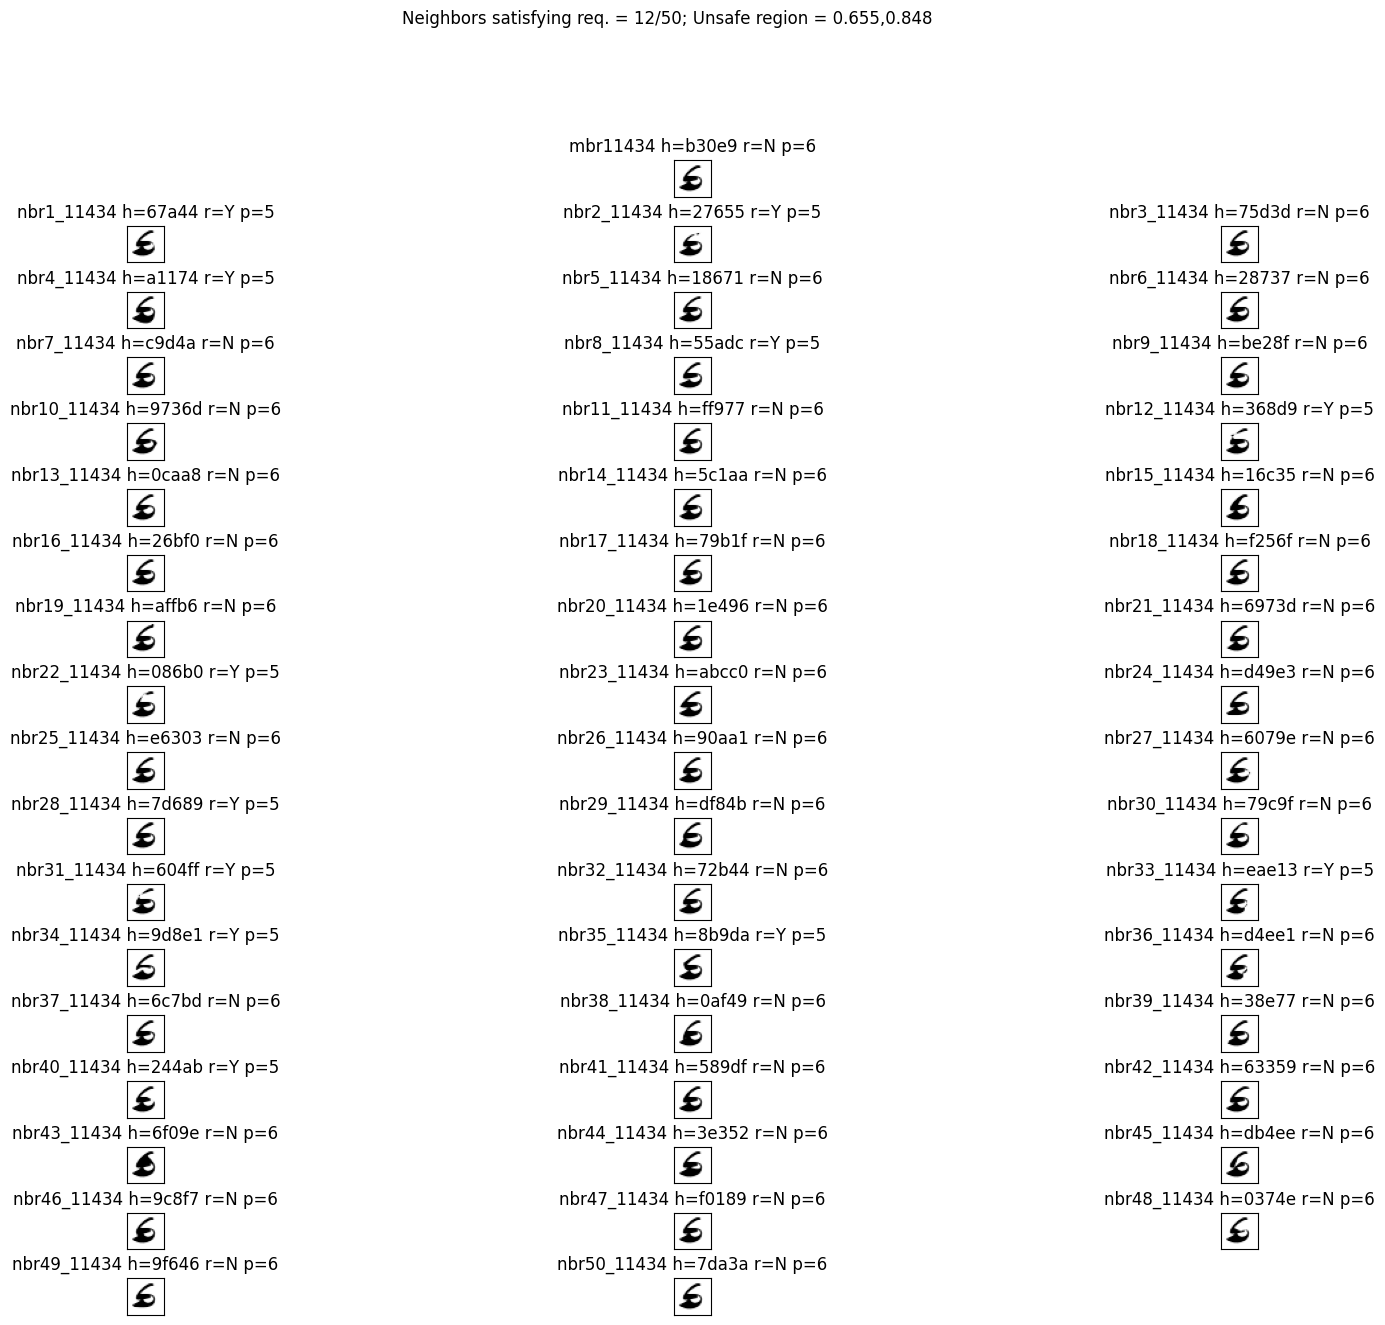 Neighbors satisfying req. = 12/50; Unsafe region = 0.655,0.848
mbr11434 h=b30e9 r=N p=6
nbr1_11434 h=67a44 r=Y p=5 nbr2_11434 h=27655 r=Y p=5 nbr3_11434 h=75d3d r=N p=6
nbr4_11434 h=a1174 r=Y p=5 nbr5_11434 h=18671 r=N p=6 nbr6_11434 h=28737 r=N p=6
nbr7_11434 h=c9d4a r=N p=6 nbr8_11434 h=55adc r=Y p=5 nbr9_11434 h=be28f r=N p=6
nbr10_11434 h=9736d r=N p=6 nbr11_11434 h=ff977 r=N p=6 nbr12_11434 h=368d9 r=Y p=5
nbr13_11434 h=0caa8 r=N p=6 nbr14_11434 h=5c1aa r=N p=6 nbr15_11434 h=16c35 r=N p=6
nbr16_11434 h=26bf0 r=N p=6 nbr17_11434 h=79b1f r=N p=6 nbr18_11434 h=f256f r=N p=6
nbr19_11434 h=affb6 r=N p=6 nbr20_11434 h=1e496 r=N p=6 nbr21_11434 h=6973d r=N p=6
nbr22_11434 h=086b0 r=Y p=5 nbr23_11434 h=abcc0 r=N p=6 nbr24_11434 h=d49e3 r=N p=6
nbr25_11434 h=e6303 r=N p=6 nbr26_11434 h=90aa1 r=N p=6 nbr27_11434 h=6079e r=N p=6
nbr28_11434 h=7d689 r=Y p=5 nbr29_11434 h=df84b r=N p=6 nbr30_11434 h=79c9f r=N p=6
nbr31_11434 h=604ff r=Y p=5 nbr32_11434 h=72b44 r=N p=6 nbr33_11434 h=eae13 r=Y p=5
nbr34_11434 h=9d8e1 r=Y p=5 nbr35_11434 h=8b9da r=Y p=5 nbr36_11434 h=d4ee1 r=N p=6
nbr37_11434 h=6c7bd r=N p=6 nbr38_11434 h=0af49 r=N p=6 nbr39_11434 h=38e77 r=N p=6
nbr40_11434 h=244ab r=Y p=5 nbr41_11434 h=589df r=N p=6 nbr42_11434 h=63359 r=N p=6
nbr43_11434 h=6f09e r=N p=6 nbr44_11434 h=3e352 r=N p=6 nbr45_11434 h=db4ee r=N p=6
nbr46_11434 h=9c8f7 r=N p=6 nbr47_11434 h=f0189 r=N p=6 nbr48_11434 h=0374e r=N p=6
nbr49_11434 h=9f646 r=N p=6 nbr50_11434 h=7da3a r=N p=6